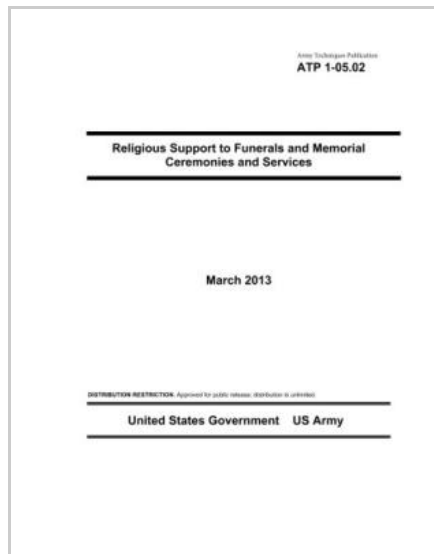 Army Techniques Publication
ATP 1-05.02
Religious Support to Funerals and Memorial
Ceremonies and Services
March 2013
DISTRIBUTION RESTRICTION. Approved for public release; distribution is unlimited.
United States Government US Army